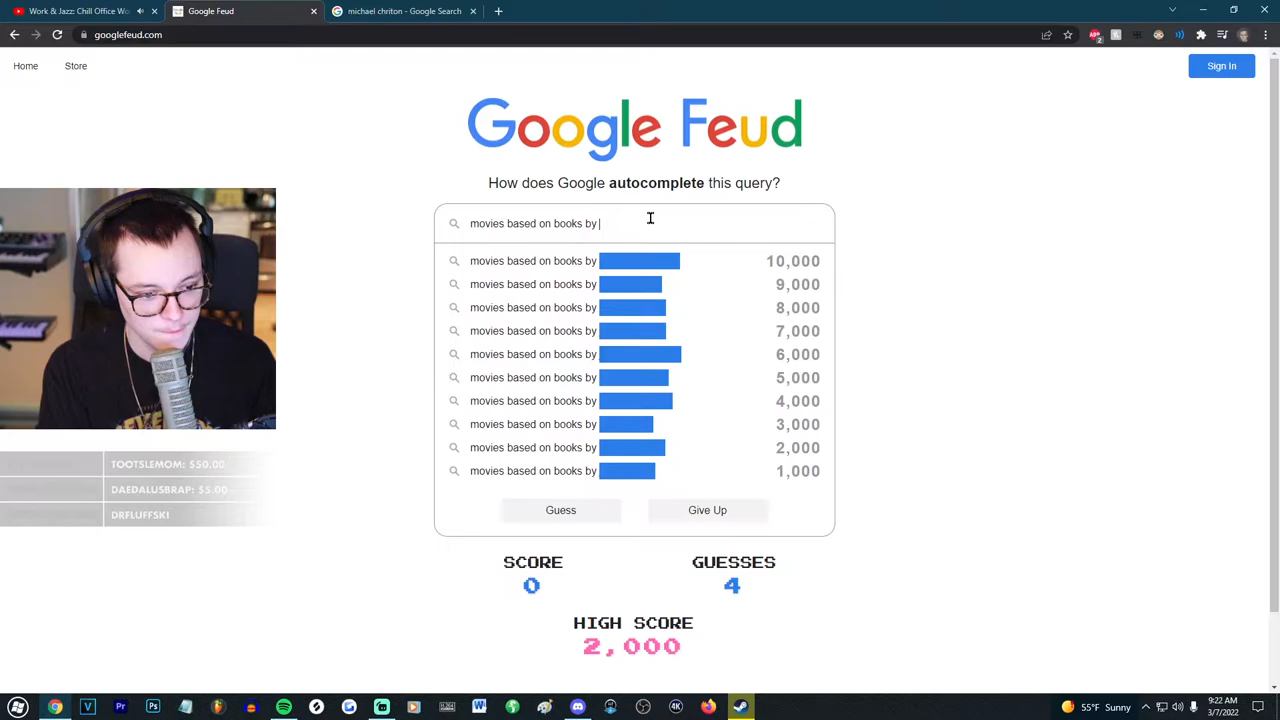 Work & Jazz: Chill Office Wo
Google Feud
michael chriton - Google Search
googlefeud.com
Home
Store
Sign In
Google Feud
How does Google autocomplete this query?
movies based on books by
movies based on books by 10,000
movies based on books by 9,000
movies based on books by 8,000
movies based on books by 7,000
movies based on books by 6,000
movies based on books by 5,000
movies based on books by 4,000
movies based on books by 3,000
movies based on books by 2,000
movies based on books by 1,000
Guess
Give Up
SCORE
GUESSES
0
4
HIGH SCORE
2,000
TOOTSLEMOM: $50.00
DAEDALUSBRAP: $5.00
DRFLUFFSKI
55°F Sunny
9:22 AM
3/7/2022